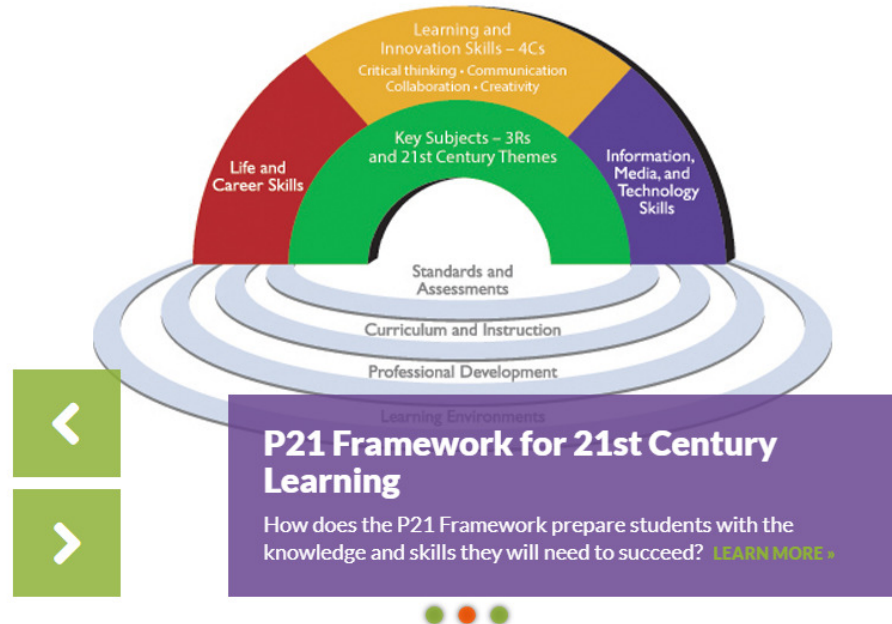 Learning and
Innovation Skills – 4Cs
Critical thinking • Communication
Collaboration • Creativity
Key Subjects – 3Rs
and 21st Century Themes
Life and
Career Skills
Information,
Media, and
Technology
Skills
Standards and
Assessments
Curriculum and Instruction
Professional Development
Learning Environments
P21 Framework for 21st Century
Learning
How does the P21 Framework prepare students with the
knowledge and skills they will need to succeed? LEARN MORE »